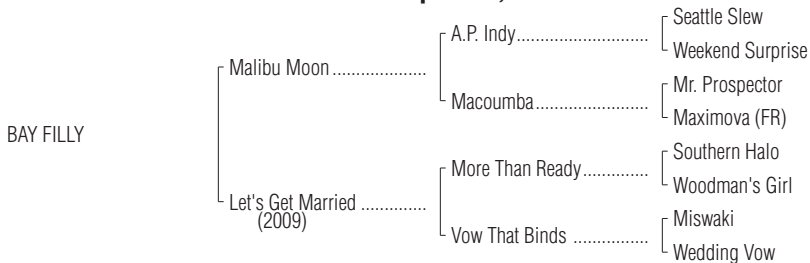 Seattle Slew
A.P. Indy..............................
Weekend Surprise
Malibu Moon .....................
Mr. Prospector
Macoumba..........................
Maximova (FR)
BAY FILLY
Southern Halo
More Than Ready...............
Woodman's Girl
Let's Get Married ...............
(2009)
Miswaki
Vow That Binds .................
Wedding Vow